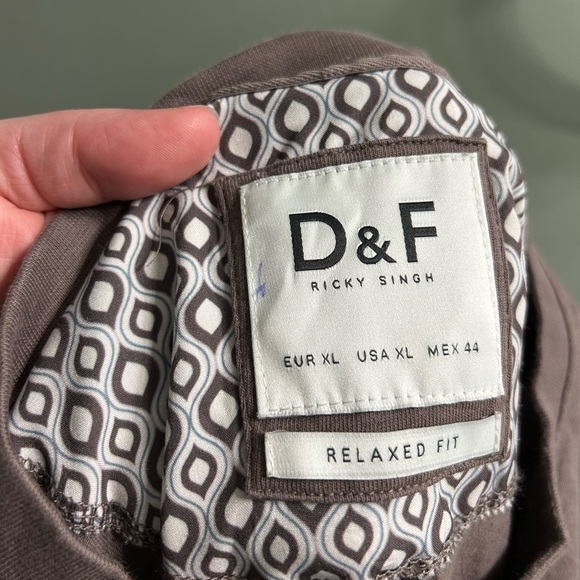 D&F
RICKY SINGH
EUR XL USA XL MEX 44
RELAXED FIT